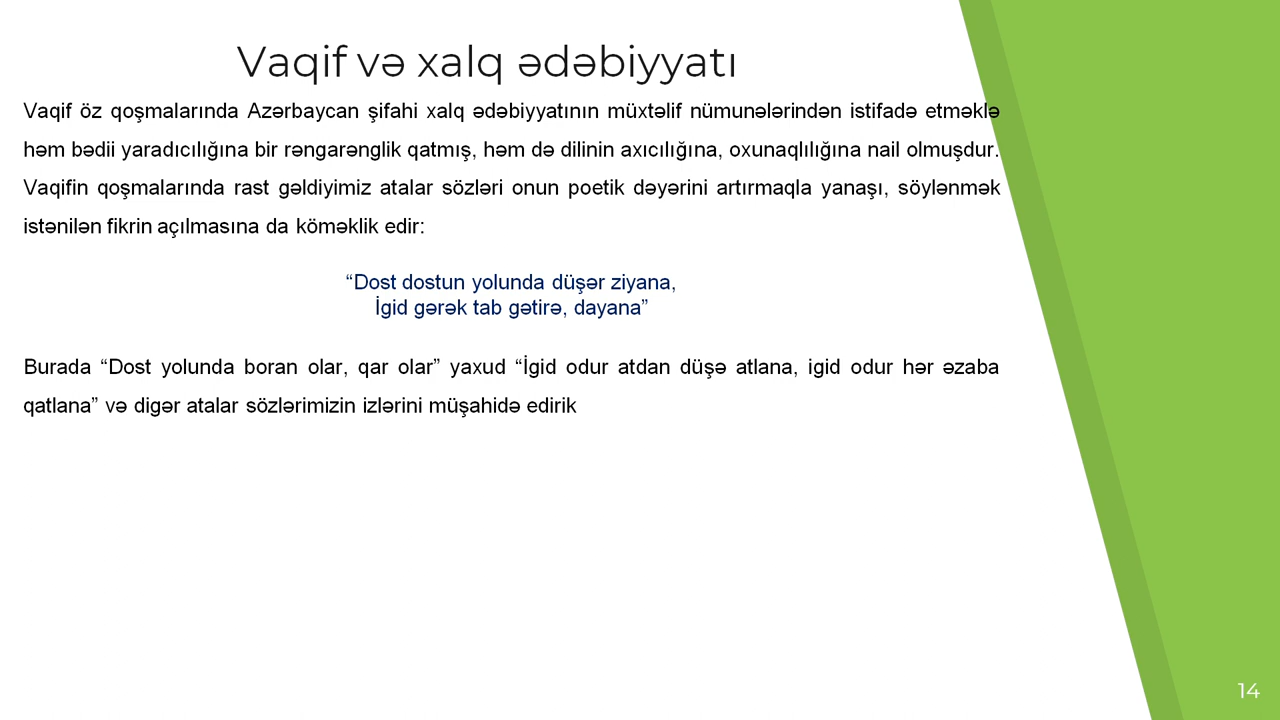 Vaqif və xalq ədəbiyyatı
Vaqif öz qoşmalarında Azərbaycan şifahi xalq ədəbiyyatının müxtəlif nümunələrindən istifadə etməklə
həm bədii yaradıcılığına bir rəngarənglik qatmış, həm də dilinin axıcılığına, oxunaqlılığına nail olmuşdur.
Vaqifin qoşmalarında rast gəldiyimiz atalar sözləri onun poetik dəyərini artırmaqla yanaşı, söylənmək
istənilən fikrin açılmasına da köməklik edir:
“Dost dostun yolunda düşər ziyana,
İgid gərək tab gətirə, dayana”
Burada “Dost yolunda boran olar, qar olar” yaxud “İgid odur atdan düşə atlana, igid odur hər əzaba
qatlana” və digər atalar sözlərimizin izlərini müşahidə edirik
14